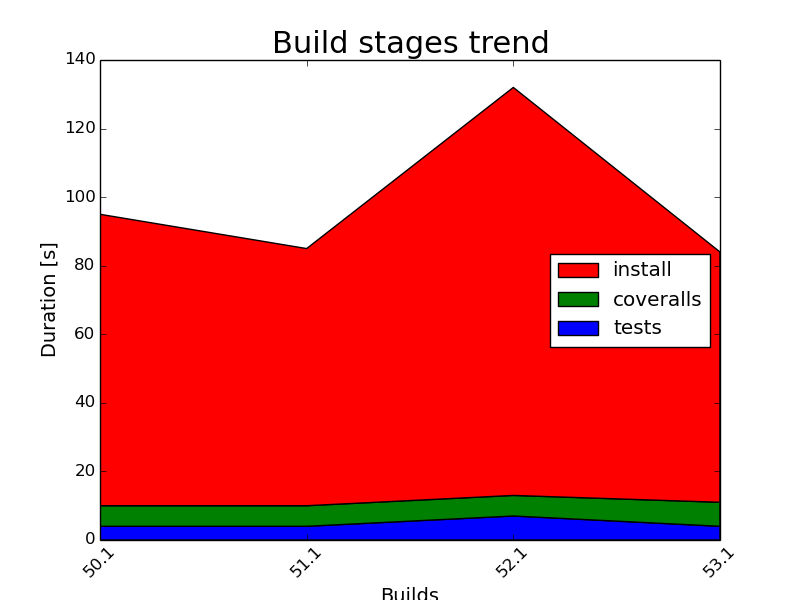 Build stages trend
140
120
100
80
60
40
20
0
Duration [s]
install
coveralls
tests
50.1
51.1
52.1
53.1
Builds